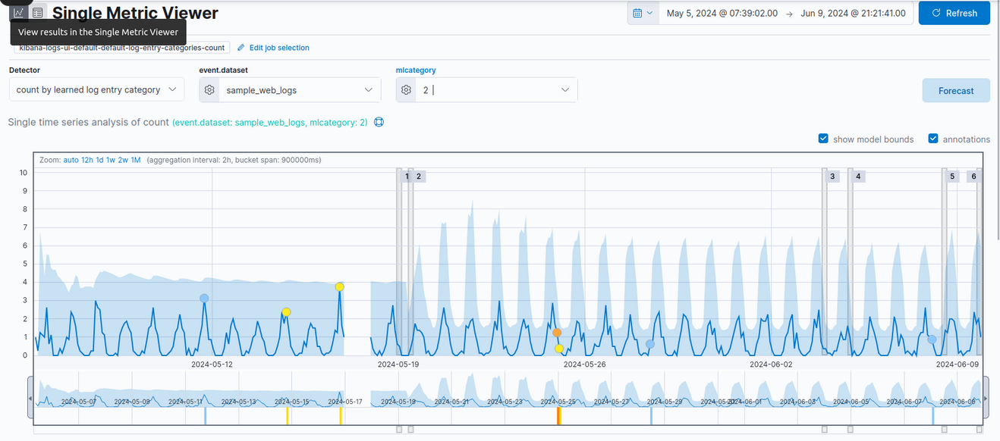 Single Metric Viewer
May 5, 2024 @ 07:39:02.00 → Jun 9, 2024 @ 21:21:41.00
Refresh
View results in the Single Metric Viewer
kibana-logs-ui-default-default-log-entry-categories-count
Edit job selection
Detector
event.dataset
mlcategory
count by learned log entry category
sample_web_logs
2
Forecast
Single time series analysis of count (event.dataset: sample_web_logs, mlcategory: 2)
show model bounds
annotations
Zoom: auto 12h 1d 1w 2w 1M (aggregation interval: 2h, bucket span: 900000ms)
1 2 3 4 5 6
10
9
8
7
6
5
4
3
2
1
0
2024-05-12 2024-05-19 2024-05-26 2024-06-02 2024-06-09
2024-05-07 2024-05-09 2024-05-11 2024-05-13 2024-05-15 2024-05-17 2024-05-19 2024-05-21 2024-05-23 2024-05-25 2024-05-27 2024-05-29 2024-06-03 2024-06-05 2024-06-07 2024-06-09